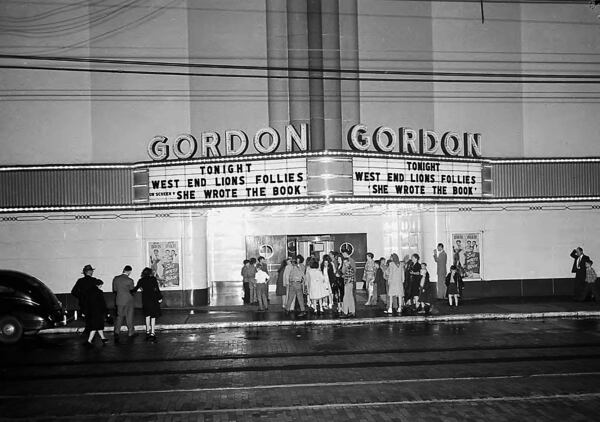 GORDON
TONIGHT
WEST END LIONS FOLLIES
ON SCREEN "SHE WROTE THE BOOK"
GORDON
TONIGHT
WEST END LIONS FOLLIES
"SHE WROTE THE BOOK"